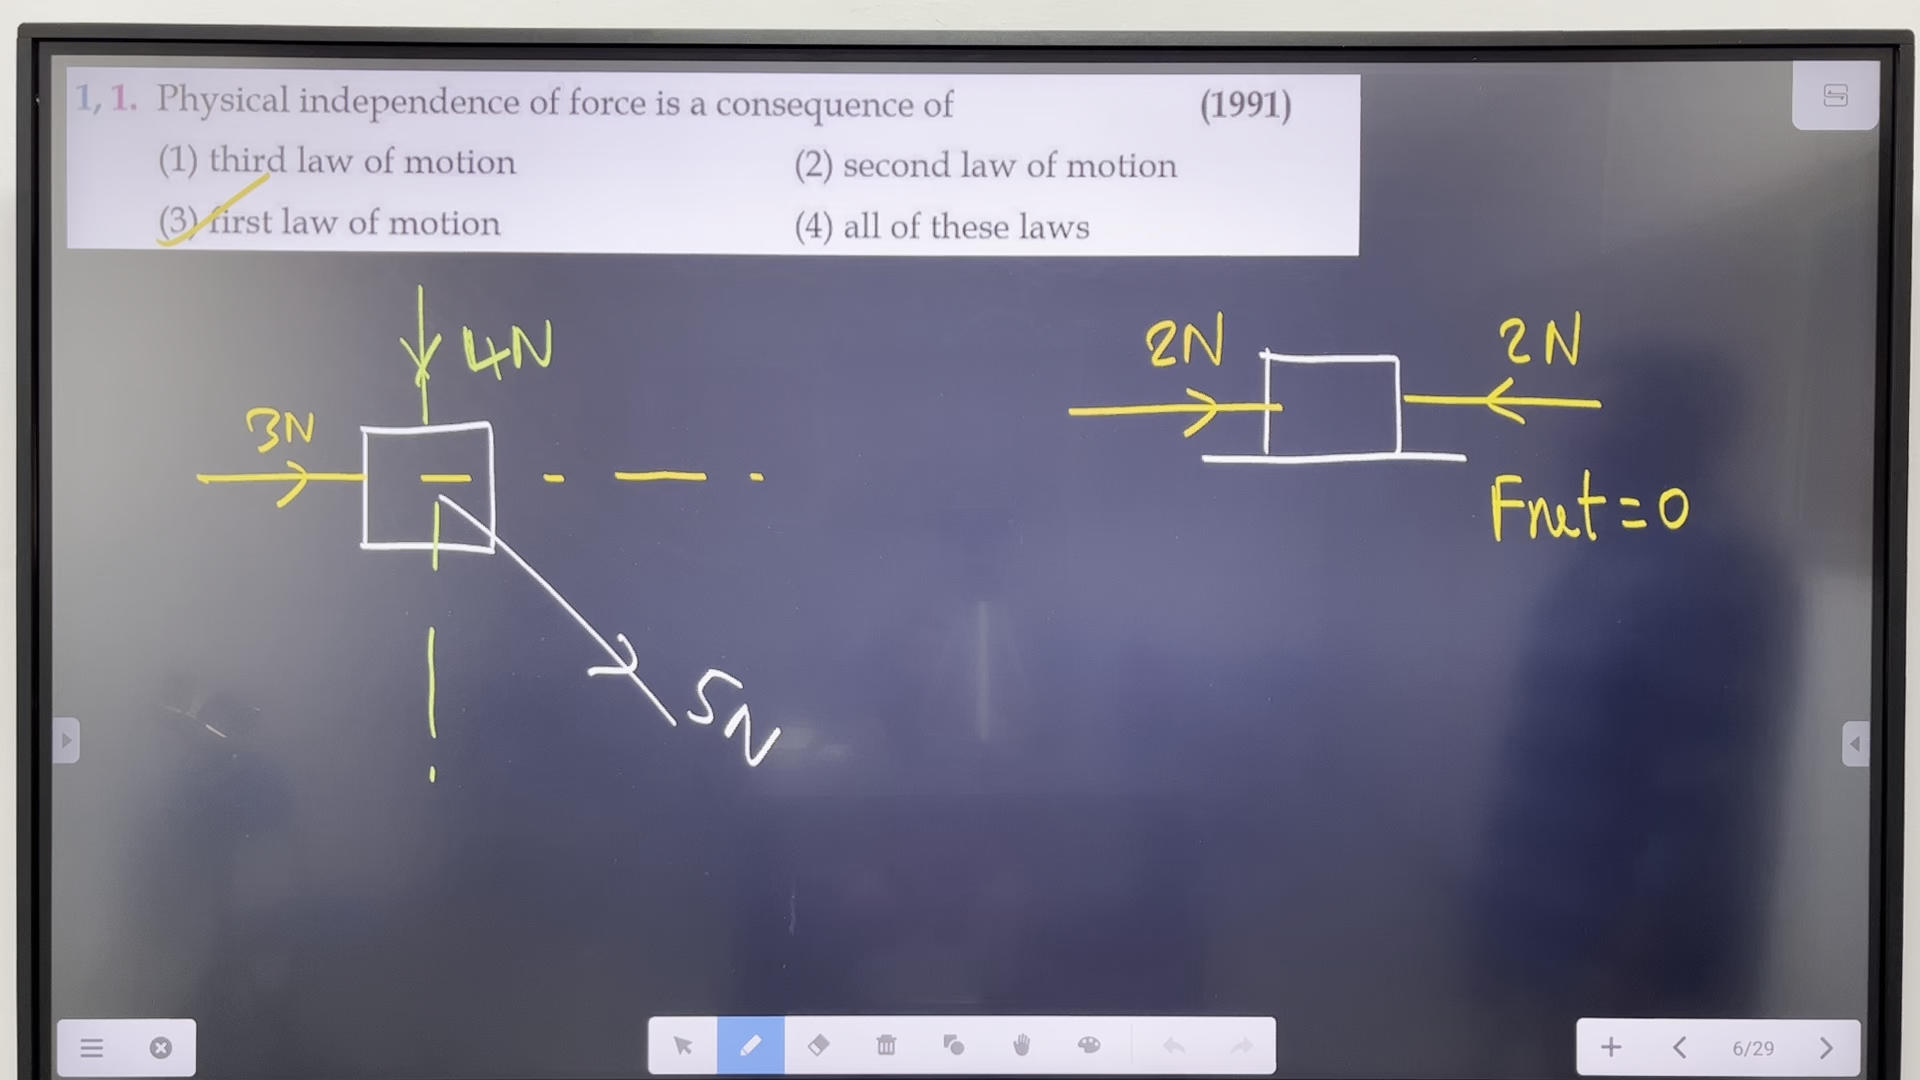 1, 1. Physical independence of force is a consequence of (1991)
(1) third law of motion (2) second law of motion
(3) first law of motion (4) all of these laws
4N
3N
5N
2N 2N
Fnet = 0
6/29